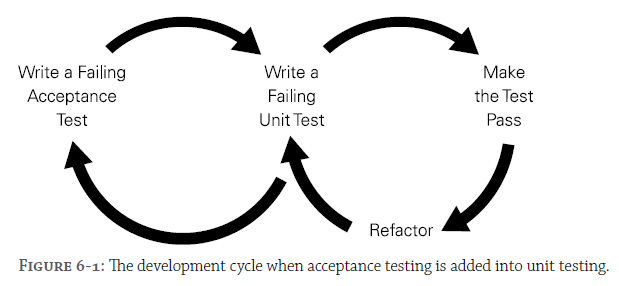 Write a Failing
Acceptance
Test
Write a
Failing
Unit Test
Make
the Test
Pass
Refactor
FIGURE 6-1: The development cycle when acceptance testing is added into unit testing.